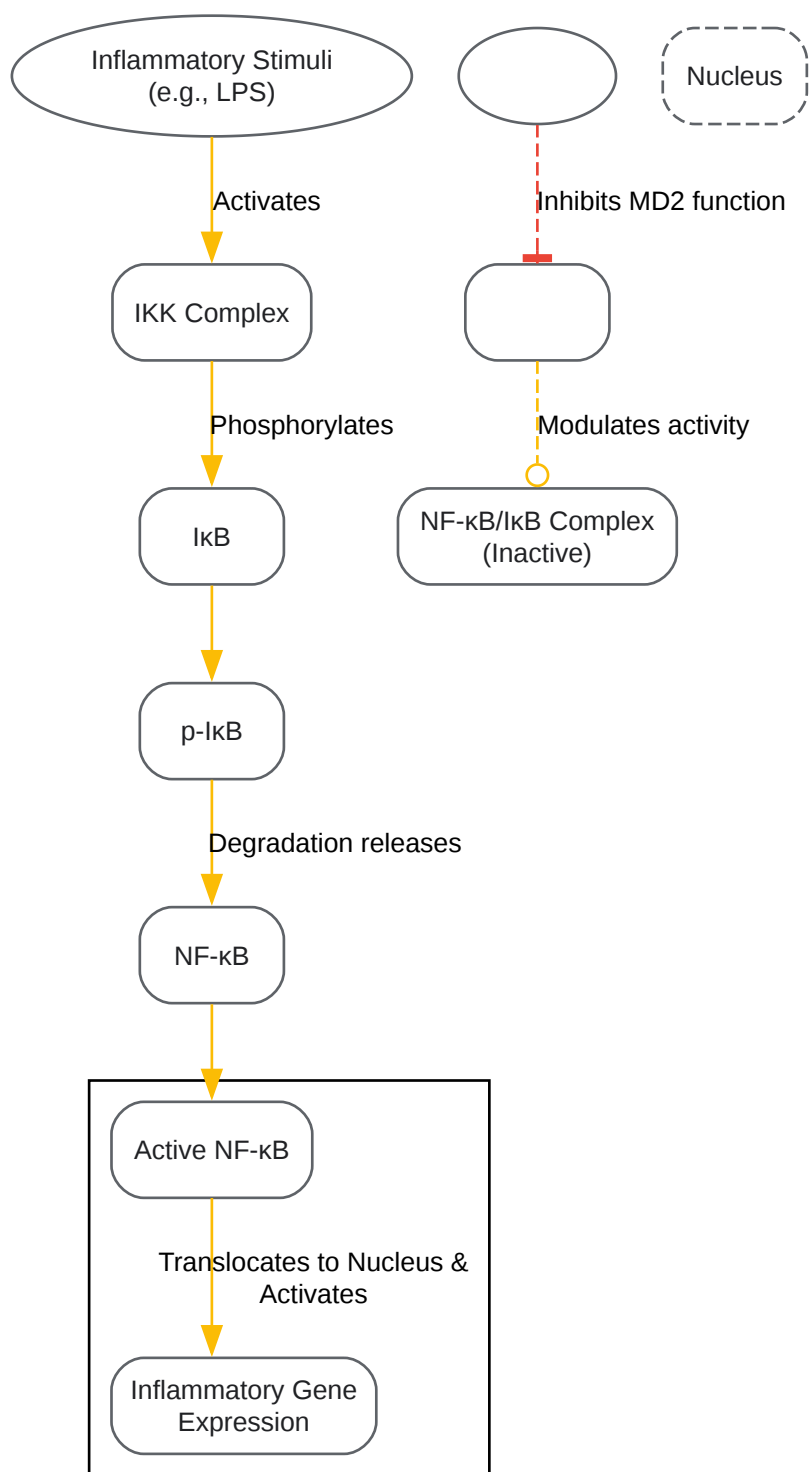 Inflammatory Stimuli
(e.g., LPS)
Nucleus
Activates
Inhibits MD2 function
IKK Complex
Phosphorylates
Modulates activity
IκB
NF-κB/IκB Complex
(Inactive)
p-IκB
Degradation releases
NF-κB
Active NF-κB
Translocates to Nucleus &
Activates
Inflammatory Gene
Expression